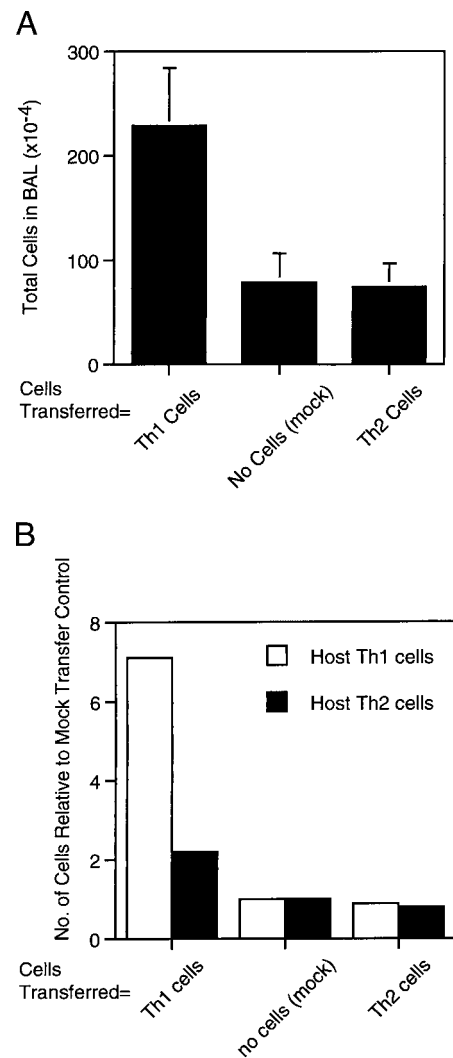 A
Total Cells in BAL (x10-4)
300
200
100
0
Cells
Transferred=
Th1 Cells
No Cells (mock)
Th2 Cells
B
No. of Cells Relative to Mock Transfer Control
8
6
4
2
0
Host Th1 cells
Host Th2 cells
Cells
Transferred=
Th1 cells
no cells (mock)
Th2 cells